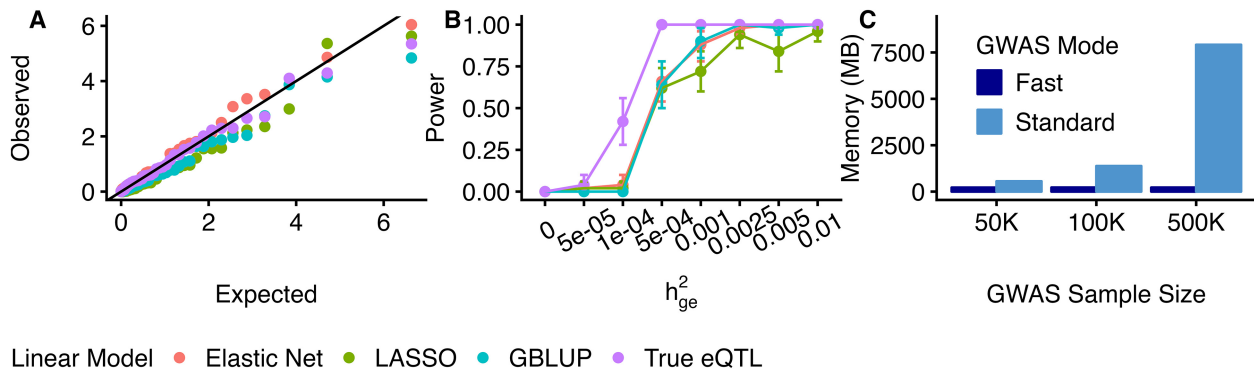 A
Observed
6
4
2
0
0 2 4 6
Expected
B
Power
1.00
0.75
0.50
0.25
0.00
0 5e-05 1e-04 5e-04 0.001 0.0025 0.005 0.01
h²ge
C
Memory (MB)
7500
5000
2500
0
GWAS Mode
Fast
Standard
50K 100K 500K
GWAS Sample Size
Linear Model Elastic Net LASSO GBLUP True eQTL